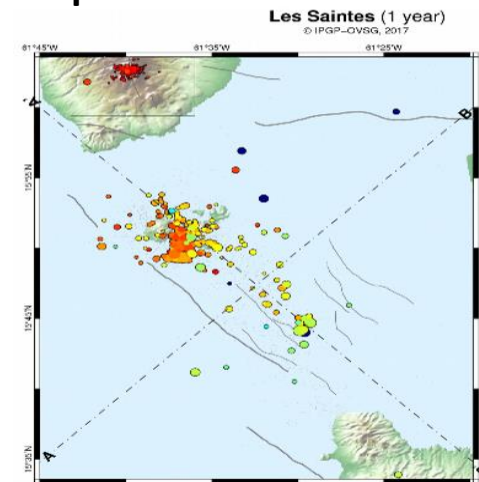 Les Saintes (1 year)
© IPGP-OVSG, 2017
61°45'W 61°35'W 61°25'W
A' B
15°55'N
15°45'N
15°35'N
A